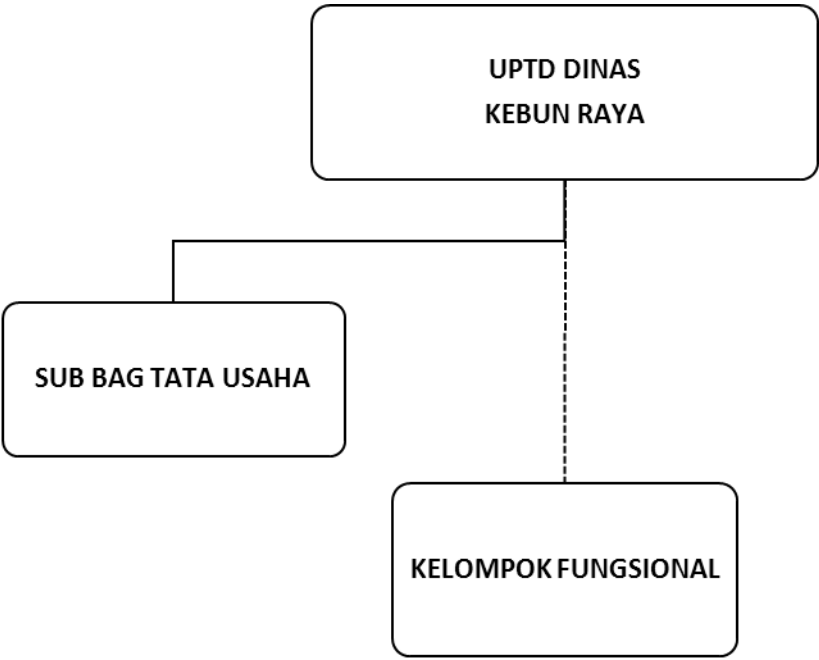 UPTD DINAS
KEBUN RAYA
SUB BAG TATA USAHA
KELOMPOK FUNGSIONAL